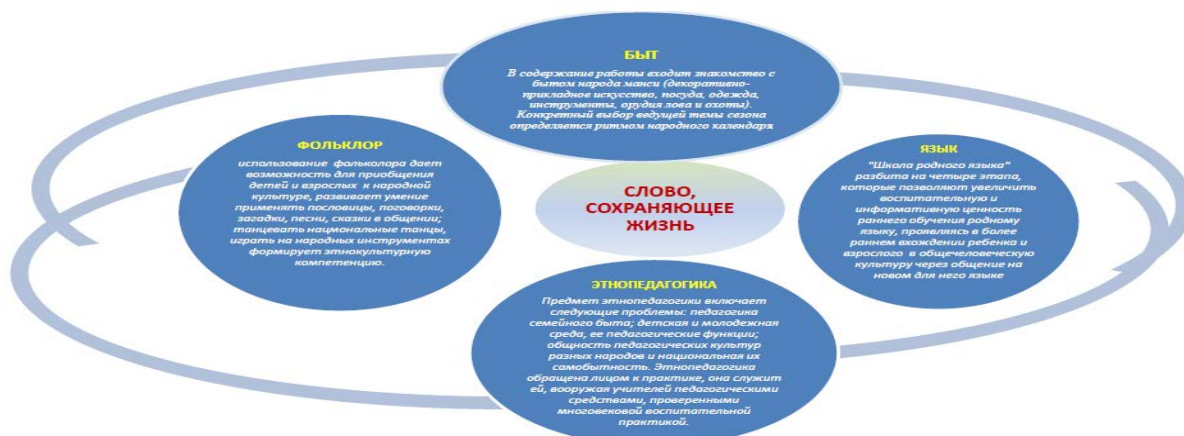 БЫТ
В содержание работы входит знакомство с
бытом народа манси (декоративно-
прикладное искусство, посуда, одежда,
инструменты, орудия лова и охоты).
Конкретный выбор ведущей темы сезона
определяется ритмом народного календаря
ФОЛЬКЛОР
использование фольколора дает
возможность для приобщения
детей и взрослых к народной
культуре, развивает умение
применять пословицы, поговорки,
загадки, песни, сказки в общении;
танцевать нацмональные танцы,
играть на народных инструментах
формирует этнокультурную
компетенцию.
СЛОВО,
СОХРАНЯЮЩЕЕ
ЖИЗНЬ
ЯЗЫК
"Школа родного языка"
разбита на четыре этапа,
которые позволяют увеличить
воспитательную и
информативную ценность
раннего обучения родному
языку, проявляясь в более
раннем вхождении ребенка и
взрослого в общечеловеческую
культуру через общение на
новом для него языке
ЭТНОПЕДАГОГИКА
Предмет этнопедагогики включает
следующие проблемы: педагогика
семейного быта; детская и молодежная
среда, ее педагогические функции;
общность педагогических культур
разных народов и национальная их
самобытность. Этнопедагогика
обращена лицом к практике, она служит
ей, вооружая учителей педагогическими
средствами, проверенными
многовековой воспитательной
практикой.